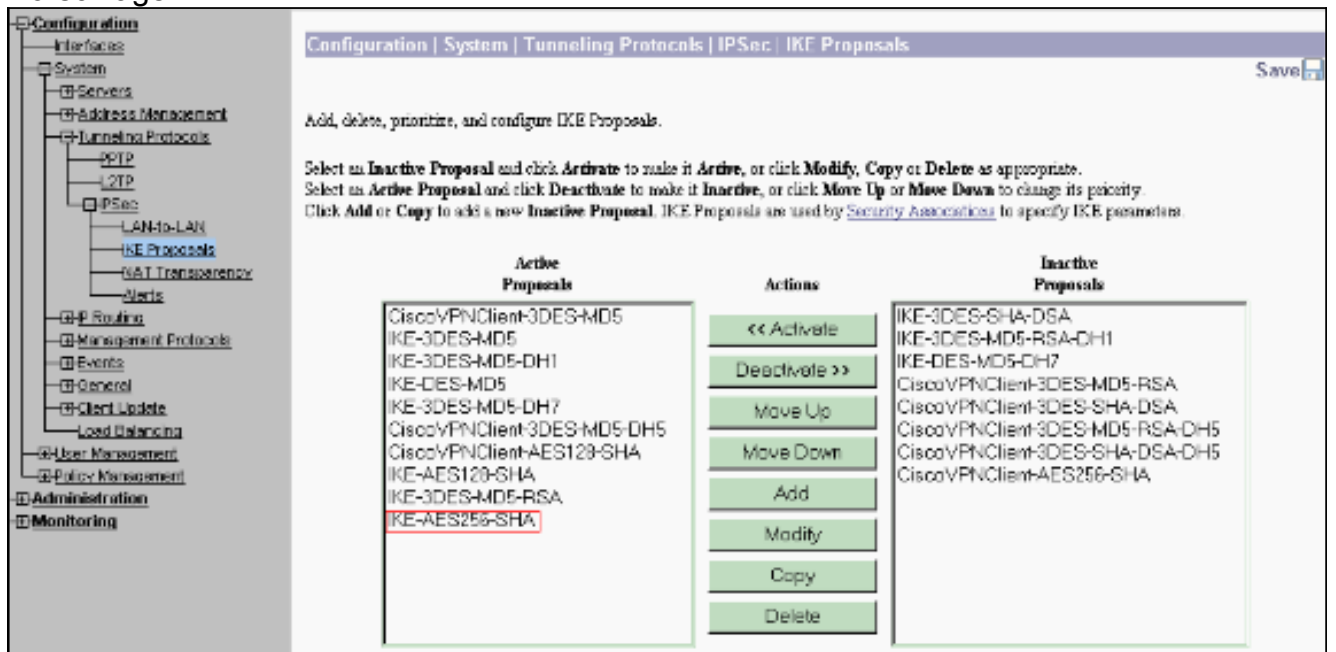 Configuration
Interfaces
System
Servers
Address Management
Tunneling Protocols
PPTP
L2TP
IPSec
LAN-to-LAN
IKE Proposals
NAT Transparency
Alerts
IP Routing
Management Protocols
Events
General
Client Update
Load Balancing
User Management
Policy Management
Administration
Monitoring
Configuration | System | Tunneling Protocols | IPSec | IKE Proposals
Save
Add, delete, prioritize, and configure IKE Proposals.
Select an Inactive Proposal and click Activate to make it Active, or click Modify, Copy or Delete as appropriate.
Select an Active Proposal and click Deactivate to make it Inactive, or click Move Up or Move Down to change its priority.
Click Add or Copy to add a new Inactive Proposal. IKE Proposals are used by Security Associations to specify IKE parameters.
Active
Proposals
CiscoVPNClient-3DES-MD5
IKE-3DES-MD5
IKE-3DES-MD5-DH1
IKE-DES-MD5
IKE-3DES-MD5-DH7
CiscoVPNClient-3DES-MD5-DH5
CiscoVPNClient-AES128-SHA
IKE-AES128-SHA
IKE-3DES-MD5-RSA
IKE-AES256-SHA
Actions
<< Activate
Deactivate >>
Move Up
Move Down
Add
Modify
Copy
Delete
Inactive
Proposals
IKE-3DES-SHA-DSA
IKE-3DES-MD5-RSA-DH1
IKE-DES-MD5-DH7
CiscoVPNClient-3DES-MD5-RSA
CiscoVPNClient-3DES-SHA-DSA
CiscoVPNClient-3DES-MD5-RSA-DH5
CiscoVPNClient-3DES-SHA-DSA-DH5
CiscoVPNClient-AES256-SHA